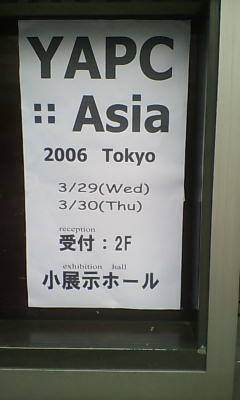 YAPC
:: Asia
2006 Tokyo
3/29(Wed)
3/30(Thu)
reception
受付：2F
exhibition hall
小展示ホール